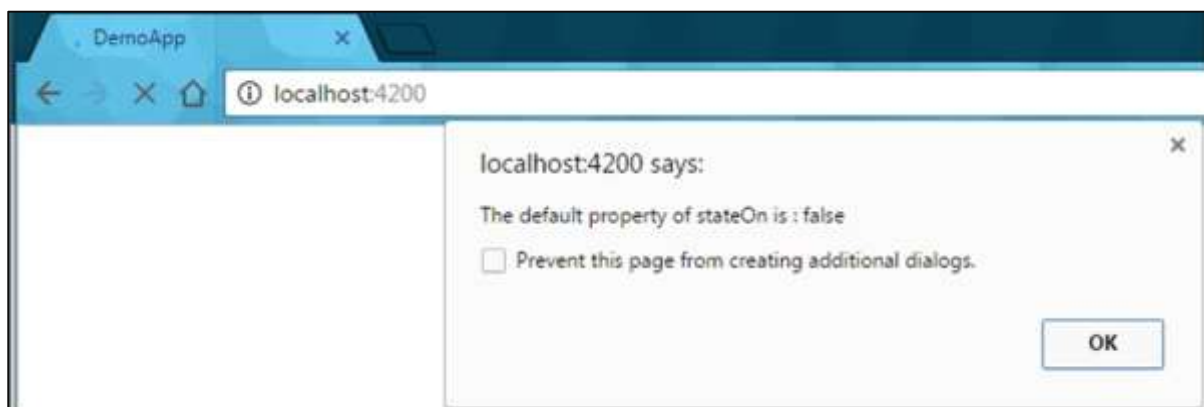 DemoApp
localhost:4200
localhost:4200 says:
The default property of stateOn is : false
Prevent this page from creating additional dialogs.
OK